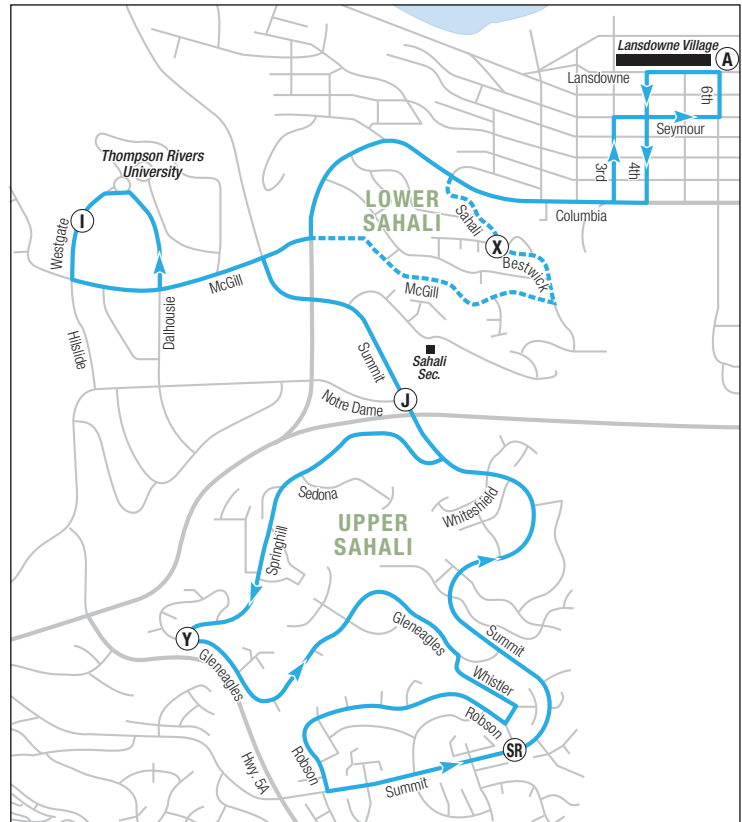 Lansdowne Village
A
Lansdowne
6th
Seymour
3rd
4th
Columbia
Thompson Rivers
University
I
Westgate
LOWER
SAHALI
Sahali
X
Bestwick
McGill
McGill
Hillside
Dalhousie
Summit
Sahali
Sec.
Notre Dame
J
Sedona
Whiteshield
UPPER
SAHALI
Springhill
Y
Gleneagles
Gleneagles
Summit
Whistler
Robson
SR
Robson
Hwy. 5A
Summit